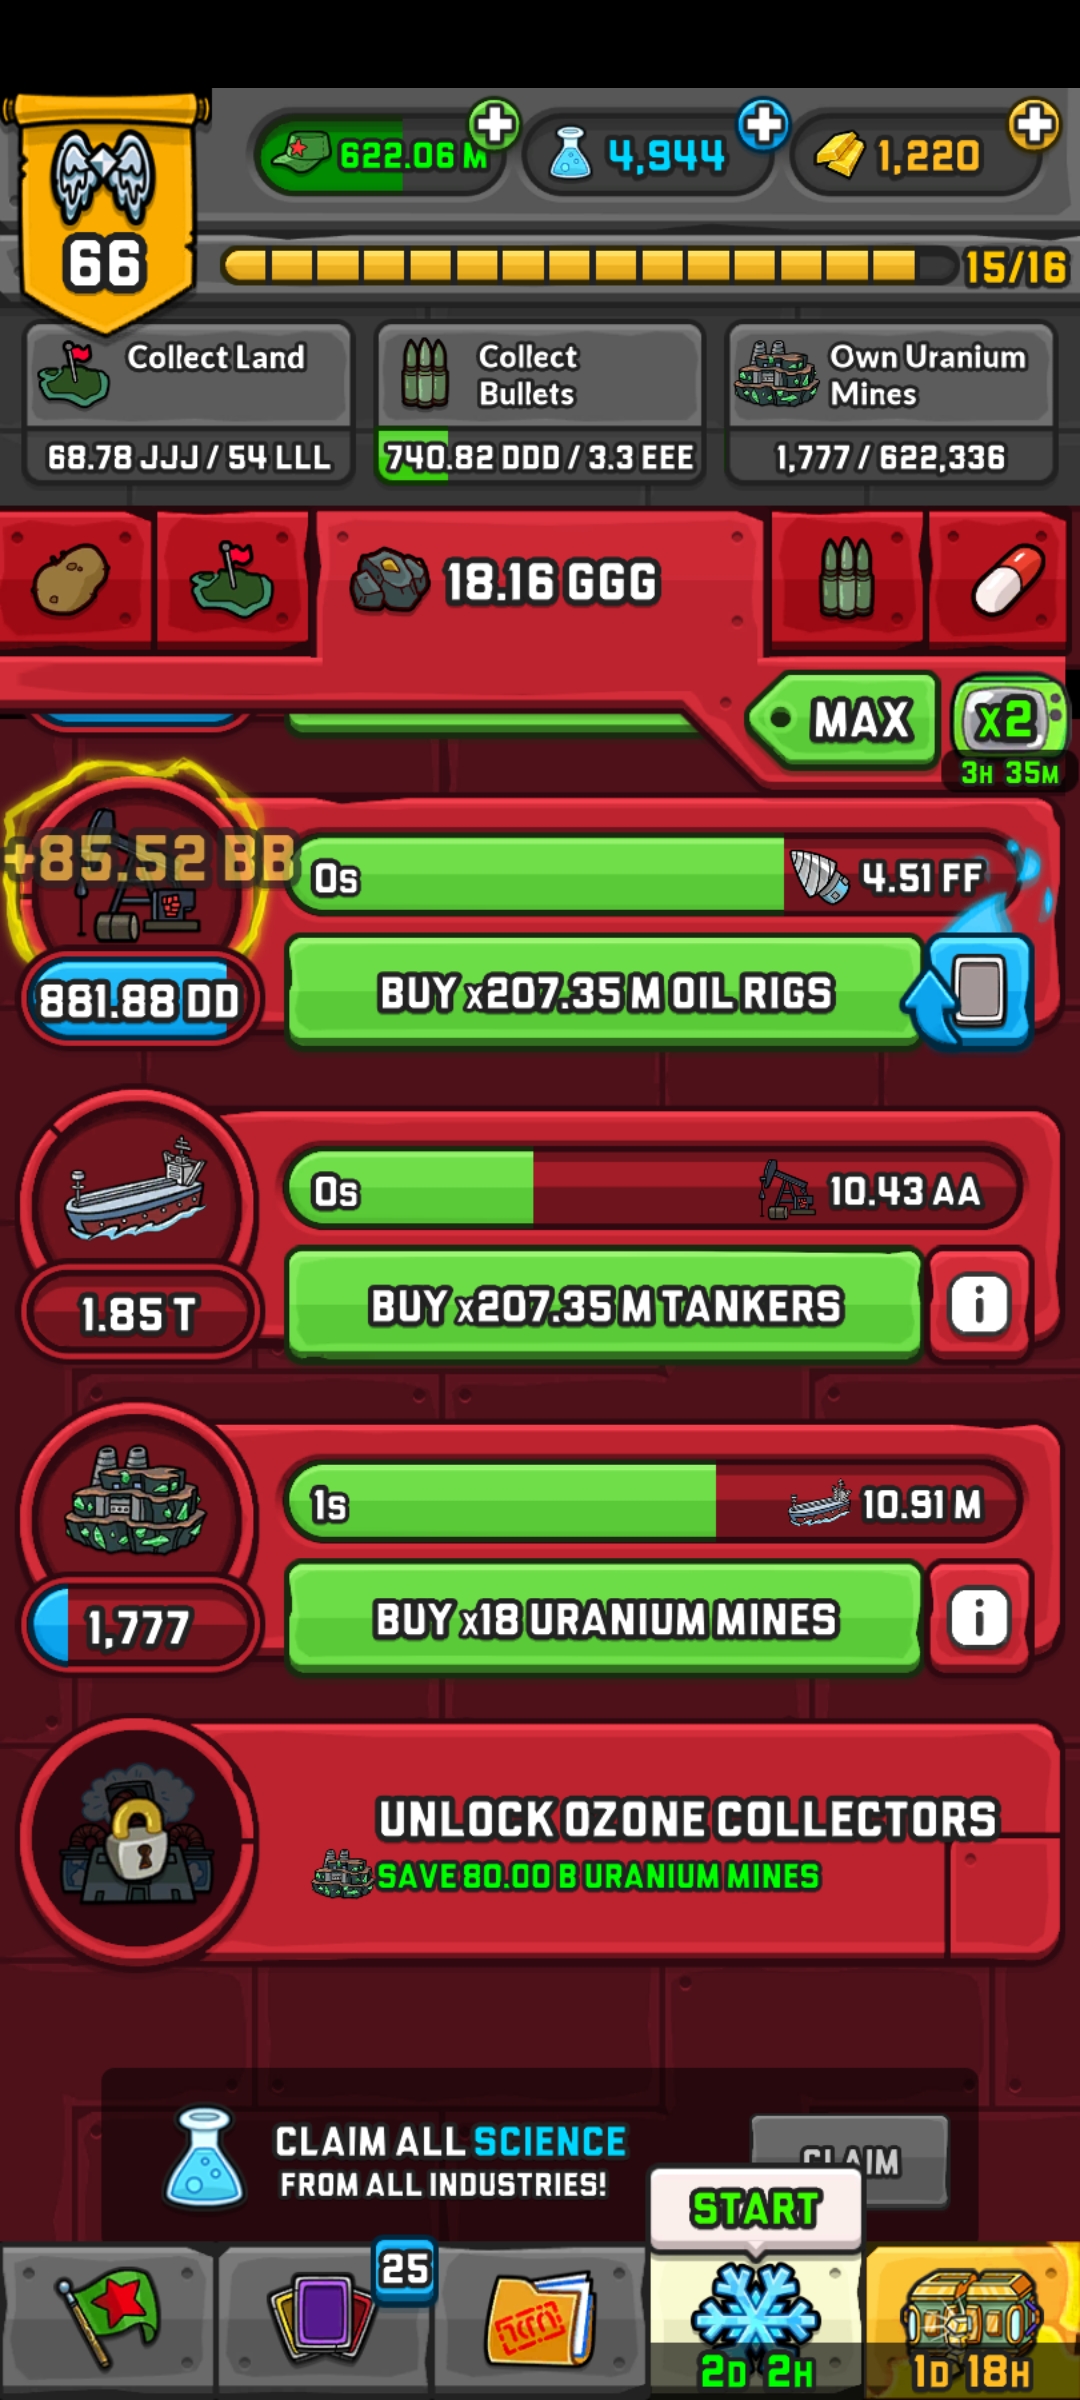 622.06 M
4,944
1,220
66
15/16
Collect Land
68.78 JJJ / 54 LLL
Collect
Bullets
740.82 DDD / 3.3 EEE
Own Uranium
Mines
1,777 / 622,336
18.16 GGG
MAX
x2
3H 35M
+85.52 BB
0s
4.51 FF
881.88 DD
BUY x207.35 M OIL RIGS
0s
10.43 AA
1.85 T
BUY x207.35 M TANKERS
i
1s
10.91 M
1,777
BUY x18 URANIUM MINES
i
UNLOCK OZONE COLLECTORS
SAVE 80.00 B URANIUM MINES
CLAIM ALL SCIENCE
FROM ALL INDUSTRIES!
CLAIM
START
25
2D 2H
1D 18H